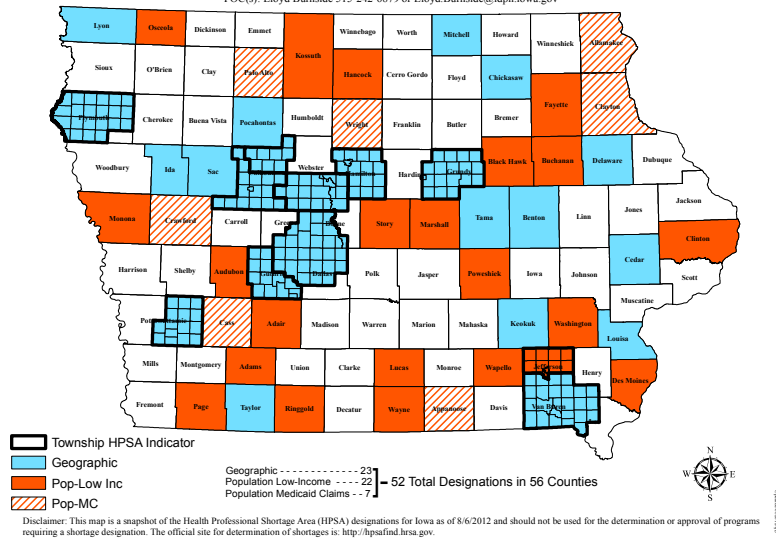 Lyon
Osceola
Dickinson
Emmet
Winnebago
Worth
Mitchell
Howard
Winneshiek
Allamakee
Kossuth
Sioux
O'Brien
Clay
Palo Alto
Hancock
Cerro Gordo
Floyd
Chickasaw
Fayette
Clayton
Plymouth
Cherokee
Buena Vista
Pocahontas
Humboldt
Wright
Franklin
Butler
Bremer
Woodbury
Ida
Sac
Webster
Hamilton
Hardin
Grundy
Black Hawk
Buchanan
Delaware
Dubuque
Monona
Crawford
Carroll
Story
Marshall
Tama
Benton
Linn
Jones
Jackson
Clinton
Harrison
Shelby
Audubon
Dallas
Polk
Jasper
Poweshiek
Iowa
Johnson
Cedar
Scott
Muscatine
Cass
Adair
Madison
Warren
Marion
Mahaska
Keokuk
Washington
Louisa
Mills
Montgomery
Adams
Union
Clarke
Lucas
Monroe
Wapello
Jefferson
Henry
Des Moines
Fremont
Page
Taylor
Ringgold
Decatur
Wayne
Appanoose
Davis
Van Buren
Township HPSA Indicator
Geographic
Pop-Low Inc
Pop-MC
Geographic - - - - - - - - - - - - 23
Population Low-Income - - - - 22
Population Medicaid Claims - - 7
52 Total Designations in 56 Counties
N
W E
S
Disclaimer: This map is a snapshot of the Health Professional Shortage Area (HPSA) designations for Iowa as of 8/6/2012 and should not be used for the determination or approval of programs
requiring a shortage designation. The official site for determination of shortages is: http://hpsafind.hrsa.gov.